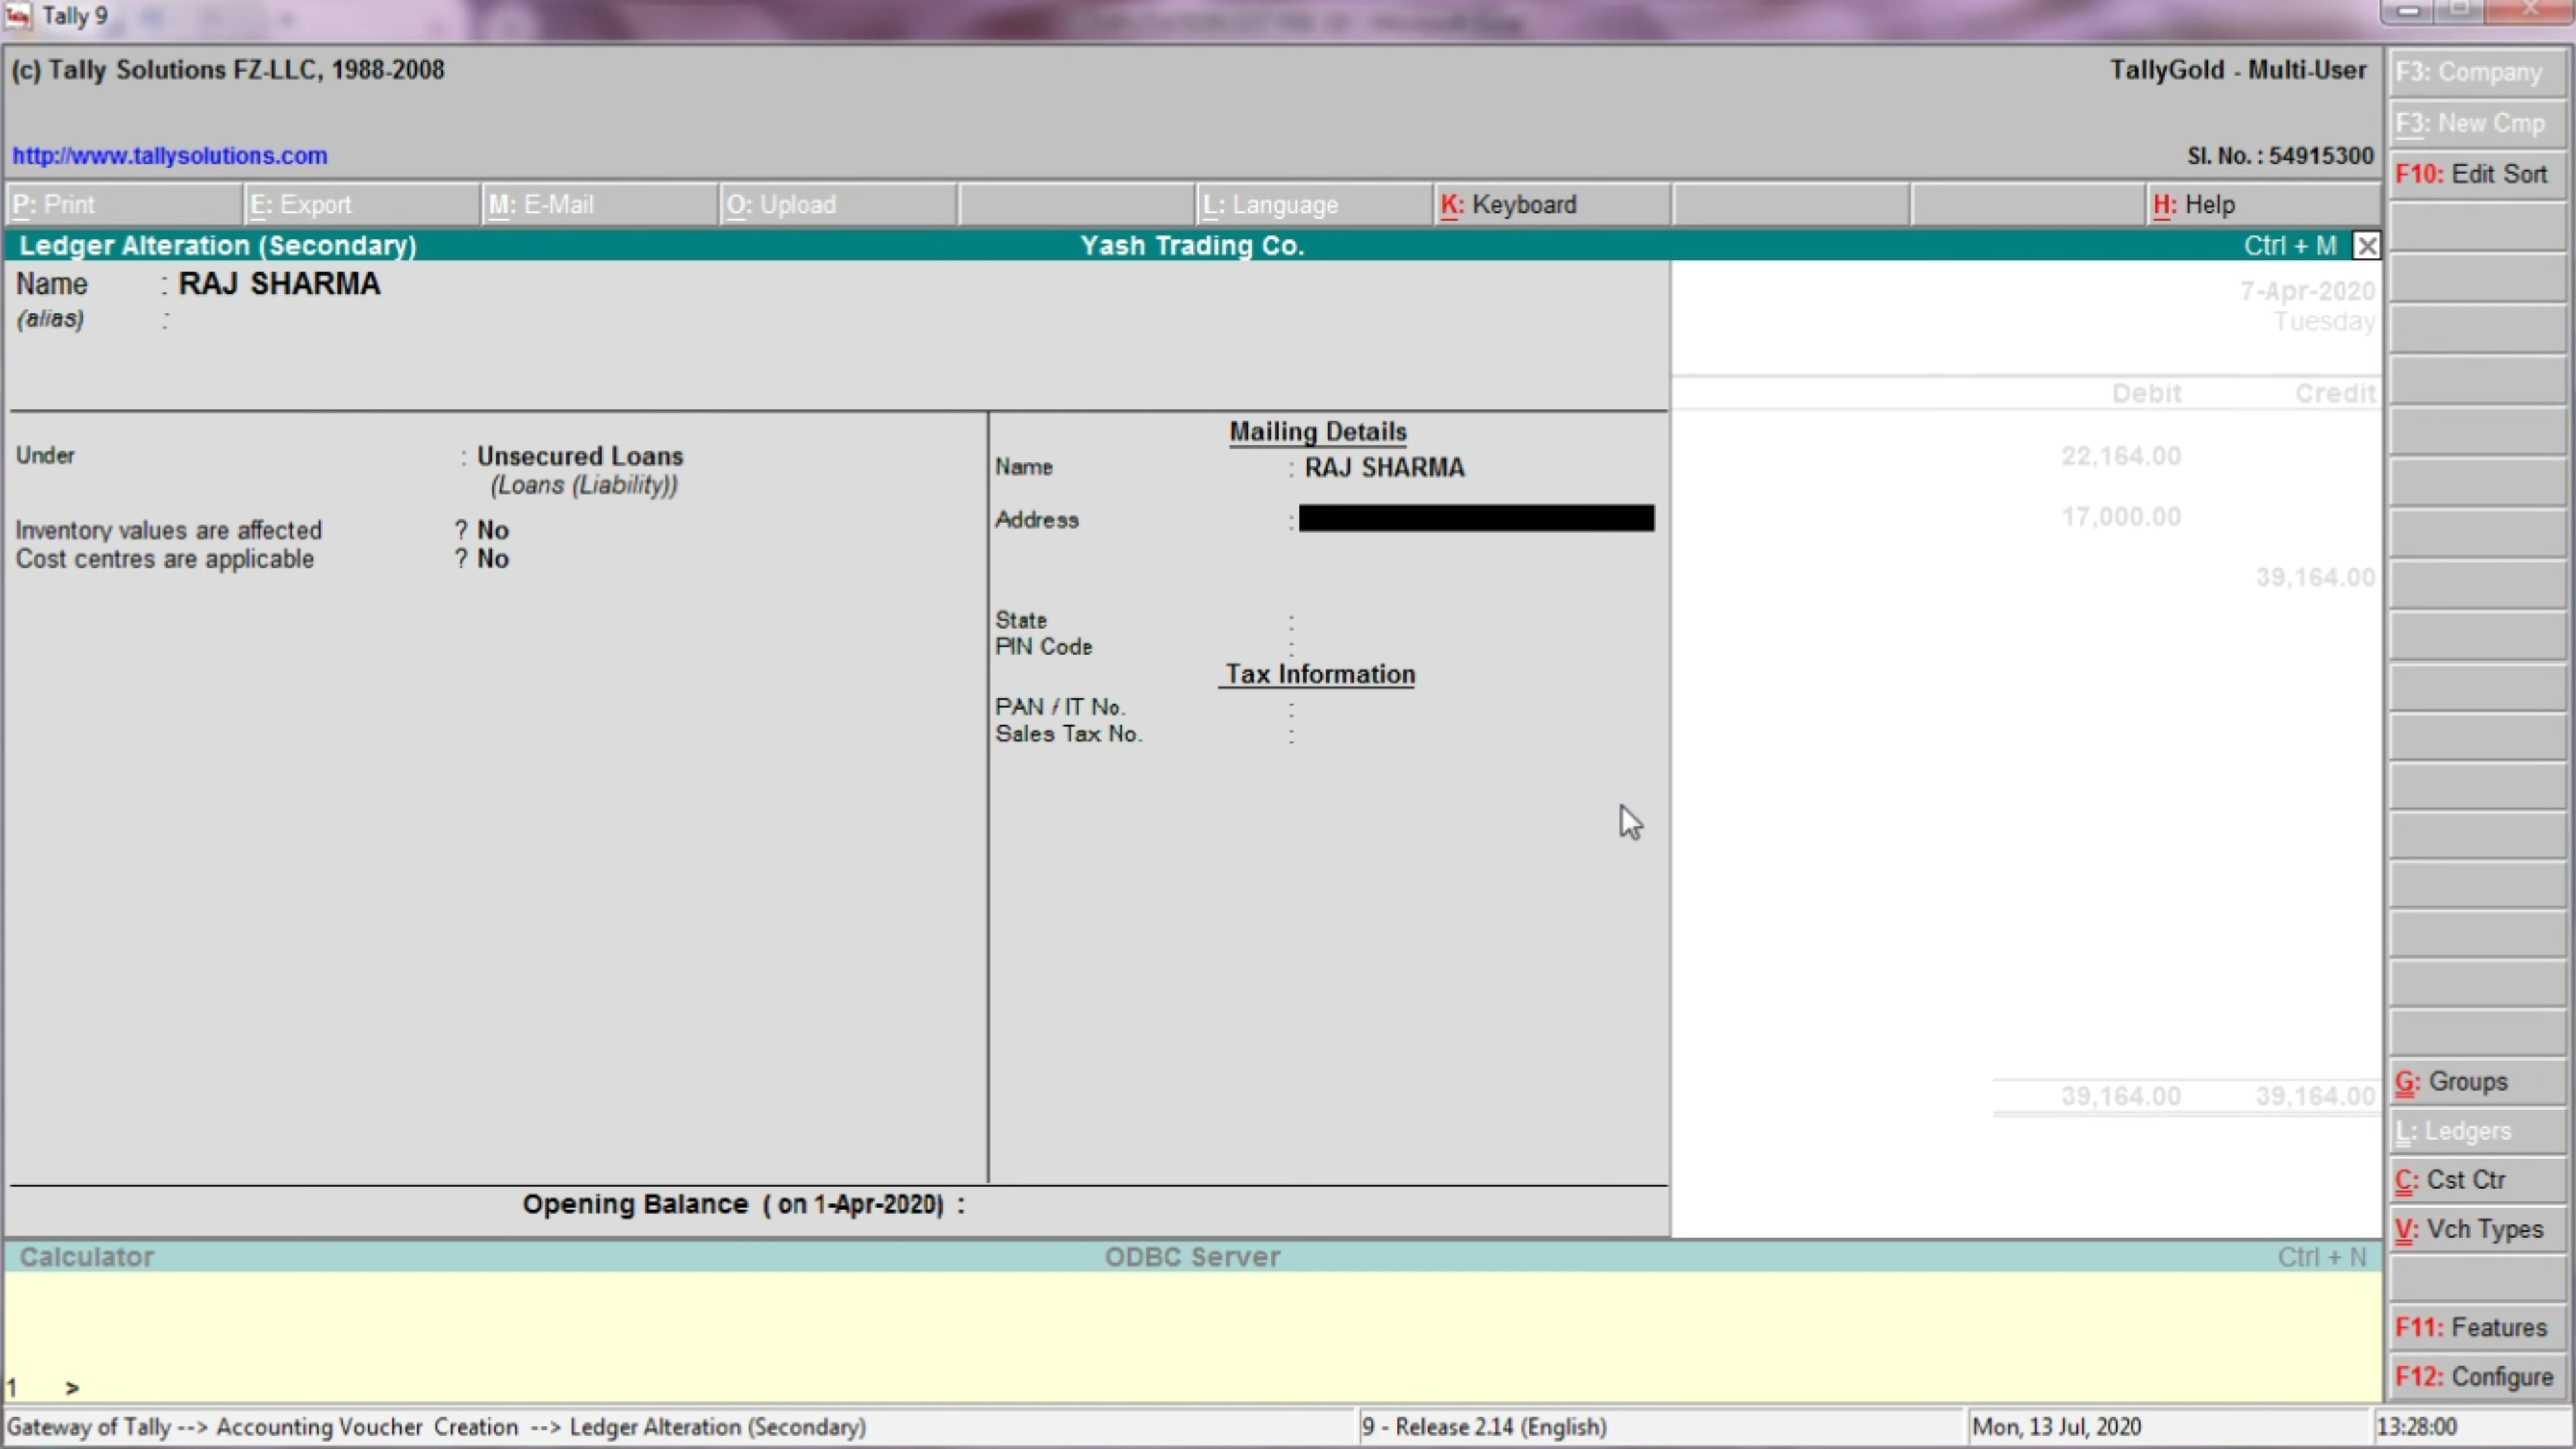 Tally 9
(c) Tally Solutions FZ-LLC, 1988-2008
TallyGold - Multi-User
http://www.tallysolutions.com
Sl. No. : 54915300
P: Print
E: Export
M: E-Mail
O: Upload
L: Language
K: Keyboard
H: Help
Ledger Alteration (Secondary)
Yash Trading Co.
Ctrl + M
Name : RAJ SHARMA
(alias) :
7-Apr-2020
Tuesday
Debit Credit
Under : Unsecured Loans
(Loans (Liability))
Inventory values are affected ? No
Cost centres are applicable ? No
Mailing Details
Name : RAJ SHARMA
Address :
State :
PIN Code :
Tax Information
PAN / IT No. :
Sales Tax No. :
22,164.00
17,000.00
39,164.00
39,164.00 39,164.00
Opening Balance ( on 1-Apr-2020) :
Calculator
ODBC Server
Ctrl + N
1 >
Gateway of Tally --> Accounting Voucher Creation --> Ledger Alteration (Secondary)
9 - Release 2.14 (English)
Mon, 13 Jul, 2020
13:28:00
F3: Company
F3: New Cmp
F10: Edit Sort
G: Groups
L: Ledgers
C: Cst Ctr
V: Vch Types
F11: Features
F12: Configure